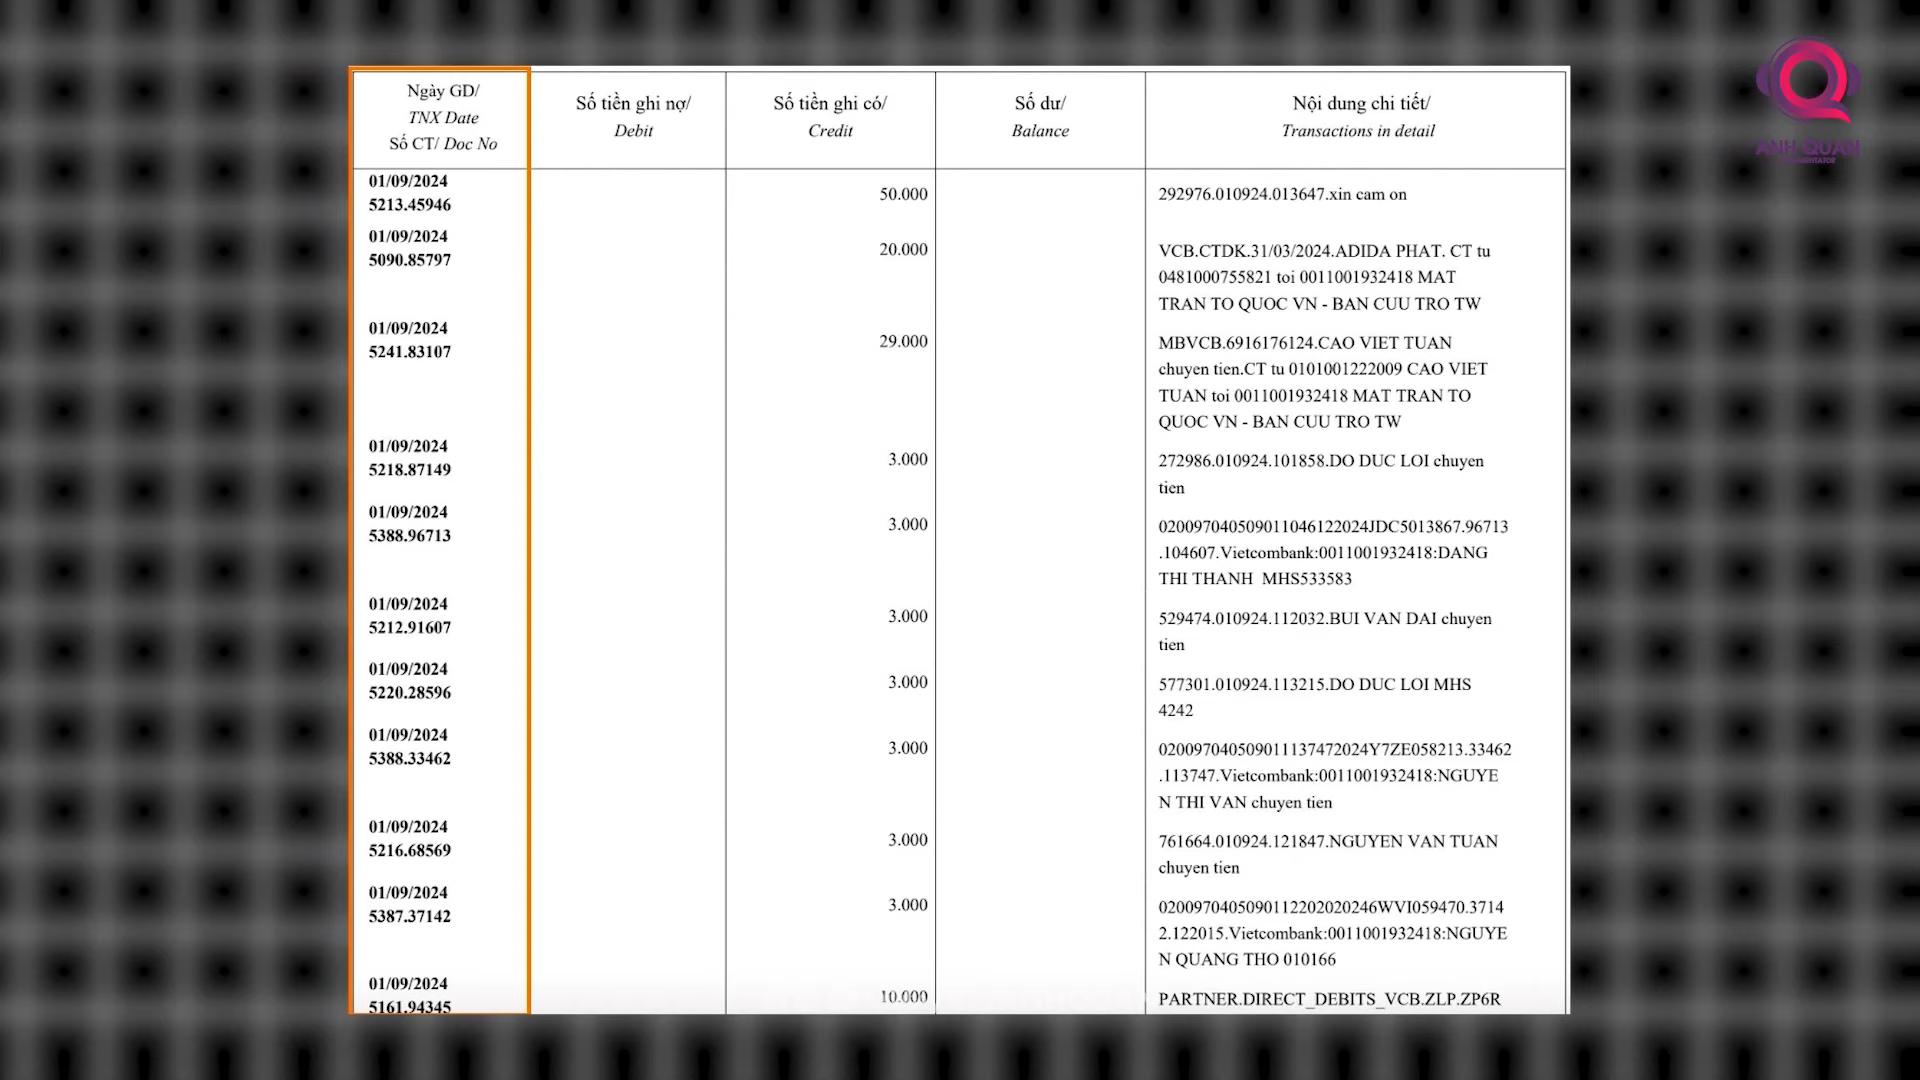 Ngày GD/
TNX Date
Số CT/ Doc No
Số tiền ghi nợ/
Debit
Số tiền ghi có/
Credit
Số dư/
Balance
Nội dung chi tiết/
Transactions in detail
01/09/2024
5213.45946
50.000
292976.010924.013647.xin cam on
01/09/2024
5090.85797
20.000
VCB.CTDK.31/03/2024.ADIDA PHAT. CT tu
0481000755821 toi 0011001932418 MAT
TRAN TO QUOC VN - BAN CUU TRO TW
01/09/2024
5241.83107
29.000
MBVCB.6916176124.CAO VIET TUAN
chuyen tien.CT tu 0101001222009 CAO VIET
TUAN toi 0011001932418 MAT TRAN TO
QUOC VN - BAN CUU TRO TW
01/09/2024
5218.87149
3.000
272986.010924.101858.DO DUC LOI chuyen
tien
01/09/2024
5388.96713
3.000
020097040509011046122024JDC5013867.96713
.104607.Vietcombank:0011001932418:DANG
THI THANH MHS533583
01/09/2024
5212.91607
3.000
529474.010924.112032.BUI VAN DAI chuyen
tien
01/09/2024
5220.28596
3.000
577301.010924.113215.DO DUC LOI MHS
4242
01/09/2024
5388.33462
3.000
020097040509011137472024Y7ZE058213.33462
.113747.Vietcombank:0011001932418:NGUYE
N THI VAN chuyen tien
01/09/2024
5216.68569
3.000
761664.010924.121847.NGUYEN VAN TUAN
chuyen tien
01/09/2024
5387.37142
3.000
0200970405090112202020246WVI059470.3714
2.122015.Vietcombank:0011001932418:NGUYE
N QUANG THO 010166
01/09/2024
5161.94345
10.000
PARTNER.DIRECT_DEBITS_VCB.ZLP.ZP6R
ANH QUAN